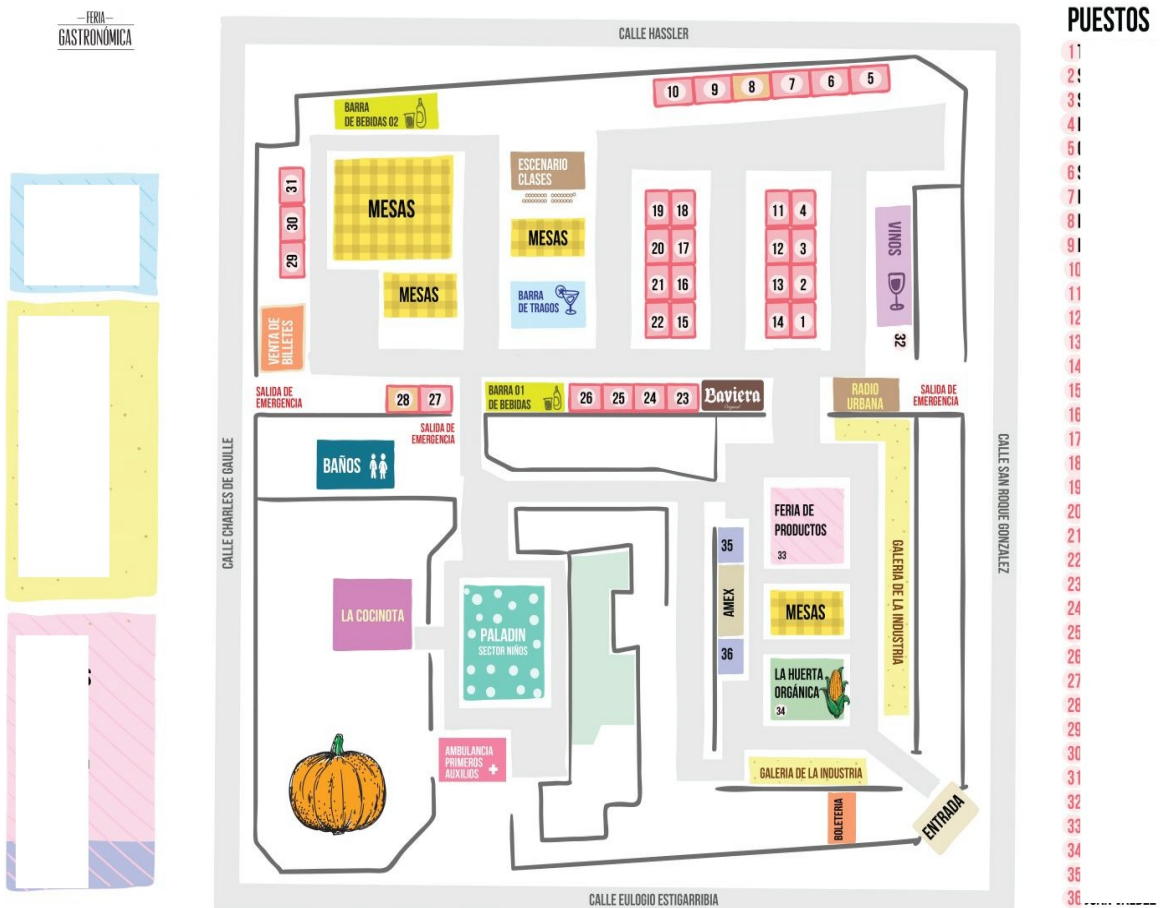 FERIA
GASTRONÓMICA
PUESTOS
CALLE HASSLER
10 9 8 7 6 5
BARRA
DE BEBIDAS 02
ESCENARIO
CLASES
MESAS
MESAS
MESAS
BARRA
DE TRAGOS
31
30
29
19 18
20 17
21 16
22 15
11 4
12 3
13 2
14 1
VINOS
32
VENTA DE
BILLETES
SALIDA DE
EMERGENCIA
28 27
SALIDA DE
EMERGENCIA
BARRA 01
DE BEBIDAS
26 25 24 23
Baviera
Original
RADIO
URBANA
SALIDA DE
EMERGENCIA
BAÑOS
CALLE CHARLES DE GAULLE
CALLE SAN ROQUE GONZALEZ
FERIA DE
PRODUCTOS
33
35
AMEX
36
MESAS
LA HUERTA
ORGÁNICA
34
GALERIA DE LA INDUSTRIA
LA COCINOTA
PALADIN
SECTOR NIÑOS
AMBULANCIA
PRIMEROS
AUXILIOS
GALERIA DE LA INDUSTRIA
BOLETERIA
ENTRADA
CALLE EULOGIO ESTIGARRIBIA
1
2
3
4
5
6
7
8
9
10
11
12
13
14
15
16
17
18
19
20
21
22
23
24
25
26
27
28
29
30
31
32
33
34
35
36